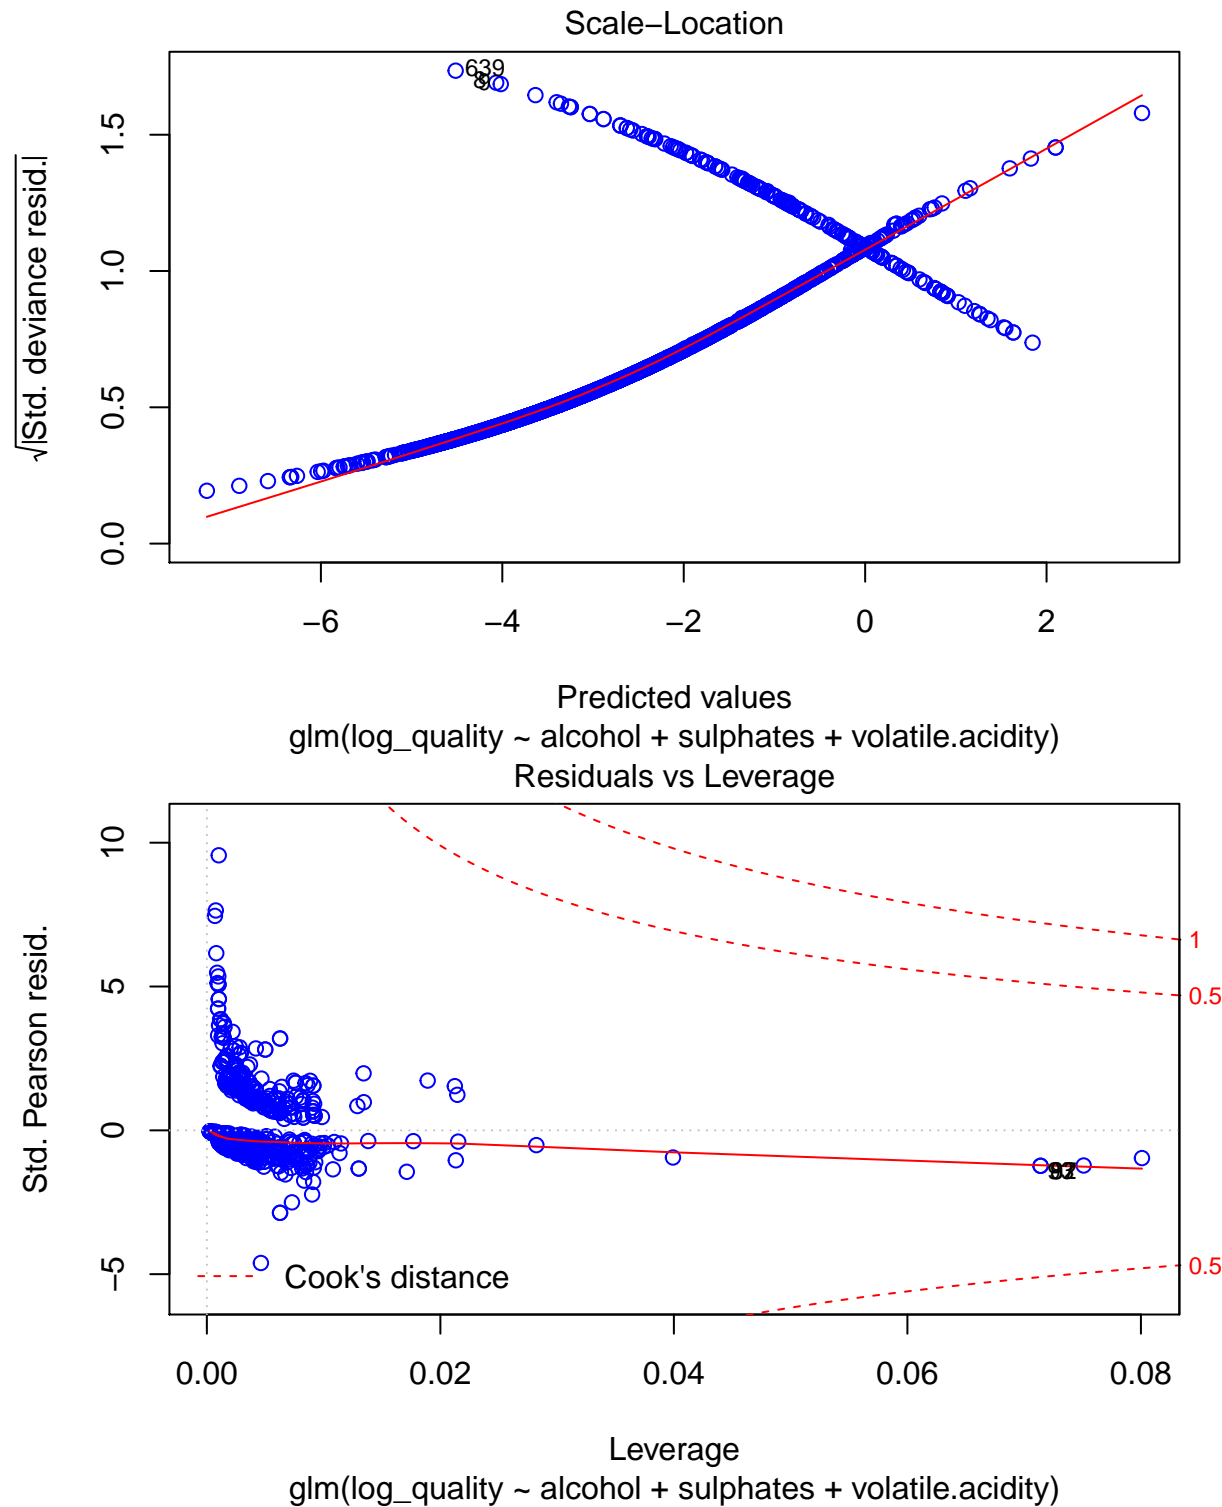 Scale−Location
√|Std. deviance resid.|
0.0
0.5
1.0
1.5
639
−6
−4
−2
0
2
Predicted values
glm(log_quality ~ alcohol + sulphates + volatile.acidity)
Residuals vs Leverage
Std. Pearson resid.
10
5
0
−5
1
0.5
0.5
Cook's distance
0.00
0.02
0.04
0.06
0.08
Leverage
glm(log_quality ~ alcohol + sulphates + volatile.acidity)